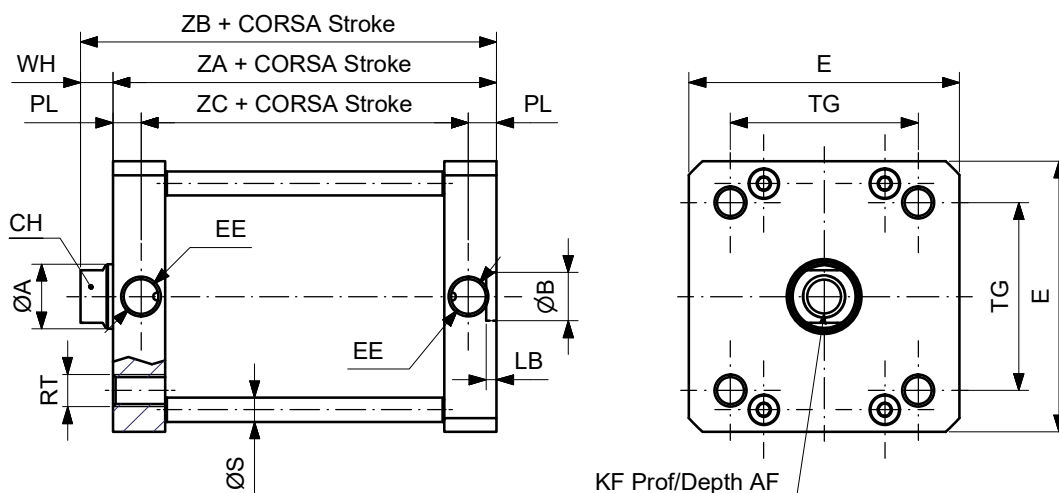 ZB + CORSA Stroke
WH
ZA + CORSA Stroke
PL
ZC + CORSA Stroke
PL
CH
EE
ØA
ØB
EE
LB
RT
ØS
E
TG
TG
E
KF Prof/Depth AF